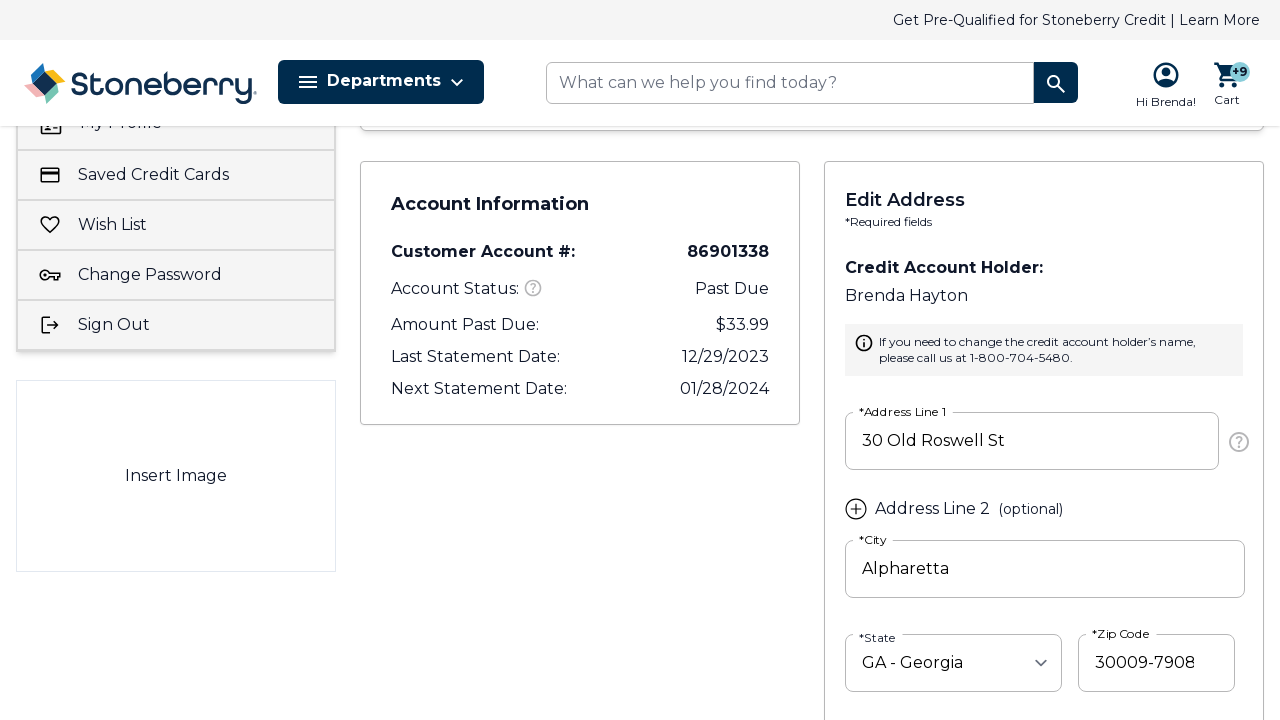 Get Pre-Qualified for Stoneberry Credit | Learn More
Stoneberry
Departments
What can we help you find today?
Hi Brenda!
+9
Cart
My Profile
Saved Credit Cards
Wish List
Change Password
Sign Out
Insert Image
Account Information
Customer Account #: 86901338
Account Status: ? Past Due
Amount Past Due: $33.99
Last Statement Date: 12/29/2023
Next Statement Date: 01/28/2024
Edit Address
*Required fields
Credit Account Holder:
Brenda Hayton
If you need to change the credit account holder's name,
please call us at 1-800-704-5480.
*Address Line 1
30 Old Roswell St
?
Address Line 2 (optional)
*City
Alpharetta
*State
GA - Georgia
*Zip Code
30009-7908